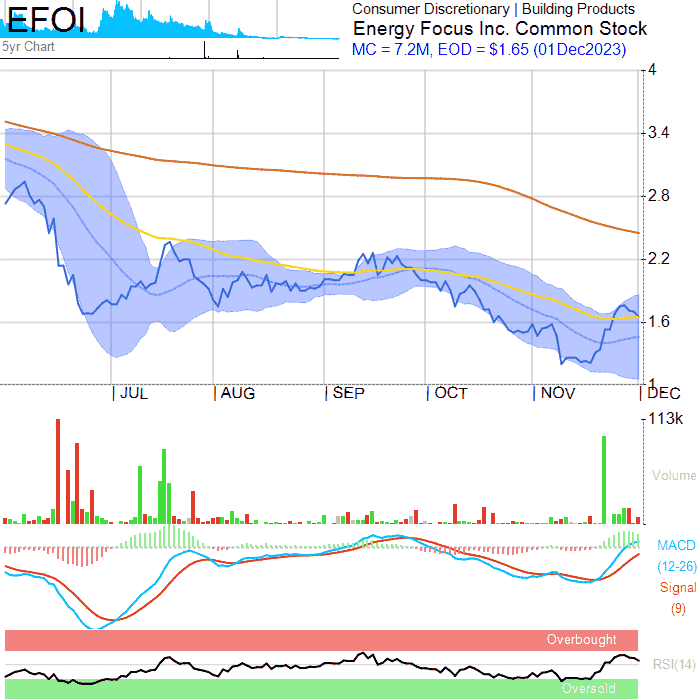 EFOI
5yr Chart
Consumer Discretionary | Building Products
Energy Focus Inc. Common Stock
MC = 7.2M, EOD = $1.65 (01Dec2023)
4
3.4
2.8
2.2
1.6
1
JUL
AUG
SEP
OCT
NOV
DEC
113k
Volume
MACD
(12-26)
Signal
(9)
Overbought
RSI(14)
Oversold